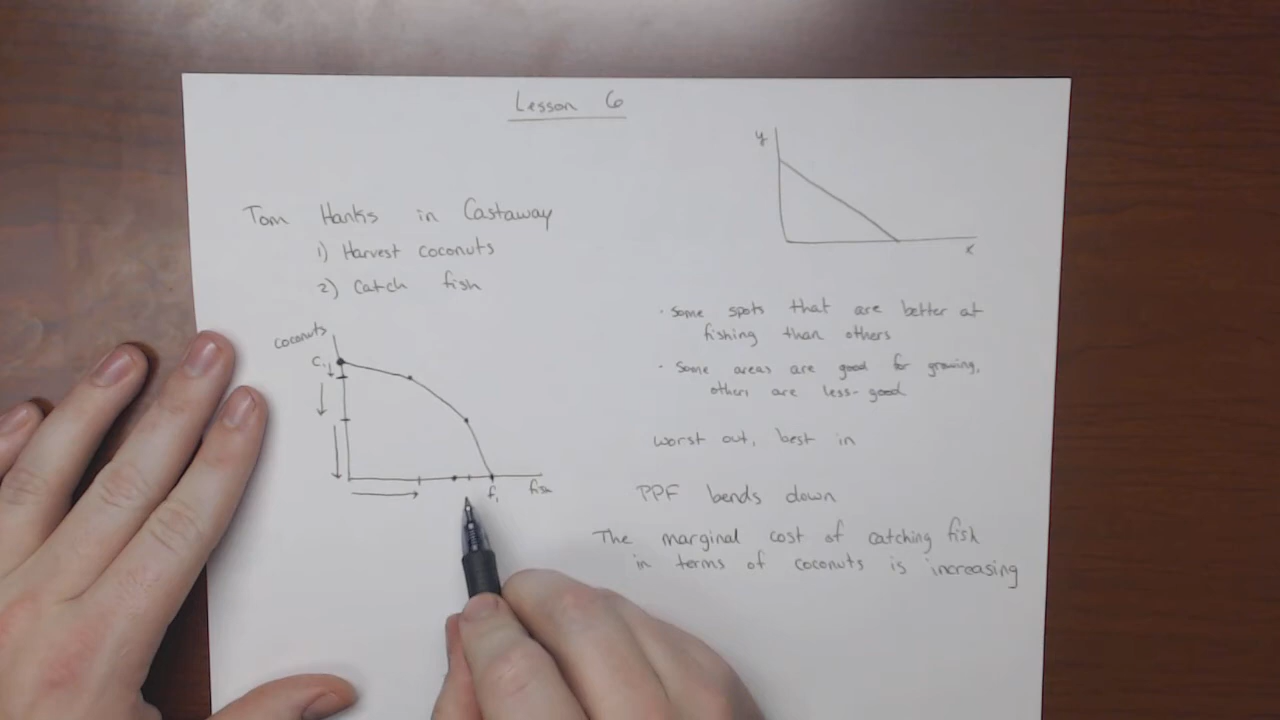 Lesson 6
y
x
Tom Hanks in Castaway
1) Harvest coconuts
2) Catch fish
coconuts
C₁
f₁
fish
· some spots that are better at
fishing than others
· Some areas are good for growing,
others are less-good
worst out, best in
PPF bends down
The marginal cost of catching fish
in terms of coconuts is increasing